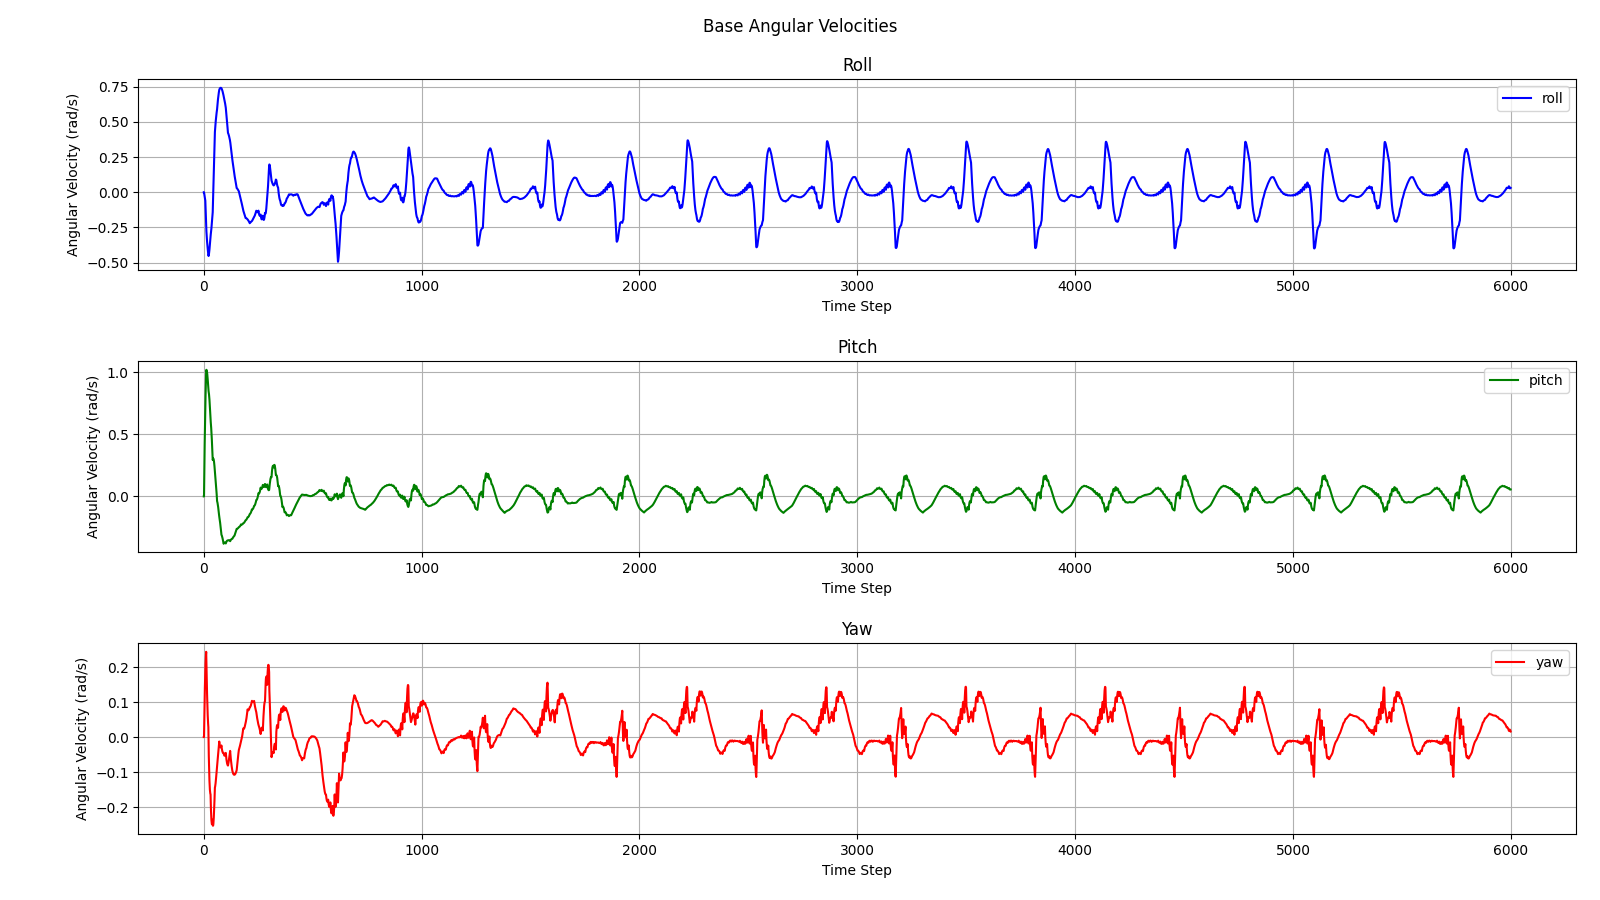 Base Angular Velocities
Roll
Angular Velocity (rad/s)
0.75
0.50
0.25
0.00
−0.25
−0.50
roll
0 1000 2000 3000 4000 5000 6000
Time Step
Pitch
Angular Velocity (rad/s)
1.0
0.5
0.0
pitch
0 1000 2000 3000 4000 5000 6000
Time Step
Yaw
Angular Velocity (rad/s)
0.2
0.1
0.0
−0.1
−0.2
yaw
0 1000 2000 3000 4000 5000 6000
Time Step